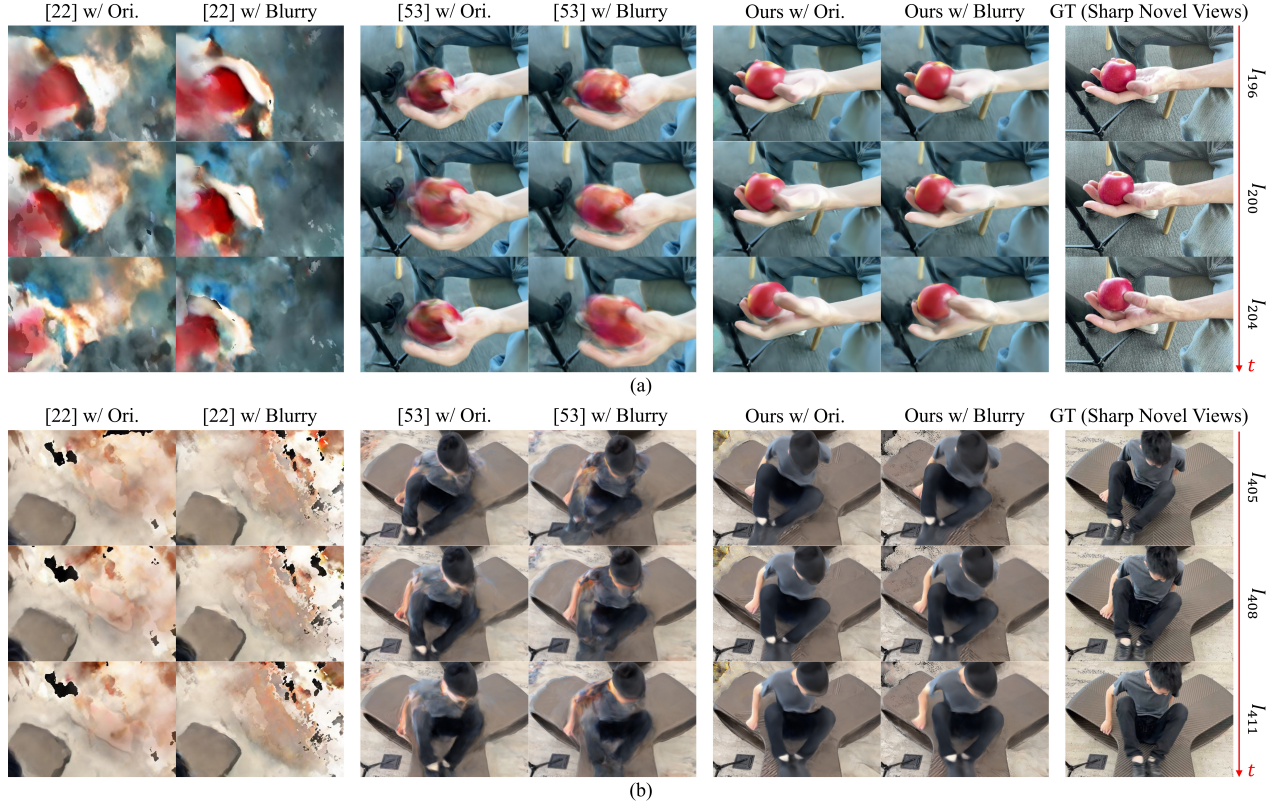 [22] w/ Ori. [22] w/ Blurry [53] w/ Ori. [53] w/ Blurry Ours w/ Ori. Ours w/ Blurry GT (Sharp Novel Views)
I196
I200
I204
t
(a)
[22] w/ Ori. [22] w/ Blurry [53] w/ Ori. [53] w/ Blurry Ours w/ Ori. Ours w/ Blurry GT (Sharp Novel Views)
I405
I408
I411
t
(b)